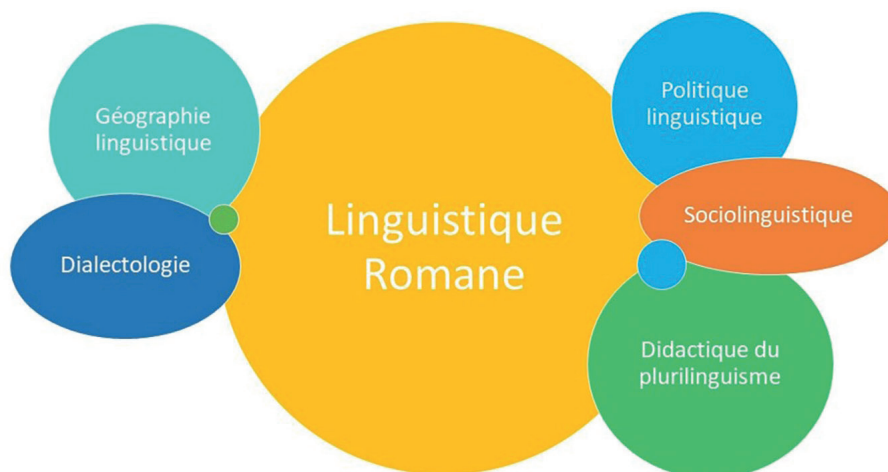 Géographie
linguistique
Dialectologie
Linguistique
Romane
Politique
linguistique
Sociolinguistique
Didactique du
plurilinguisme